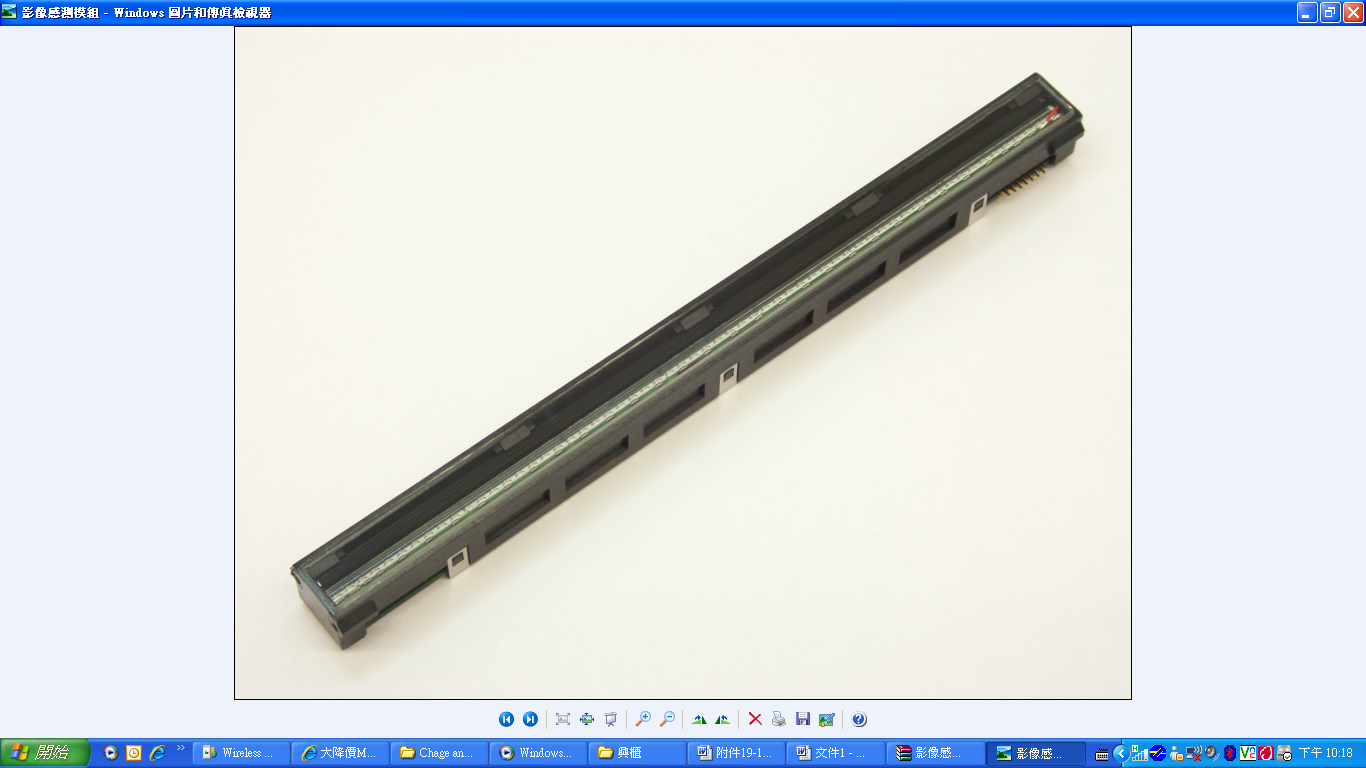 影像感測模組 - Windows 圖片和傳真檢視器
開始
Wireless ...
大降價M...
Chage an...
Windows...
興櫃
附件19-1...
文件1 - ...
影像感...
影像感...
下午 10:18